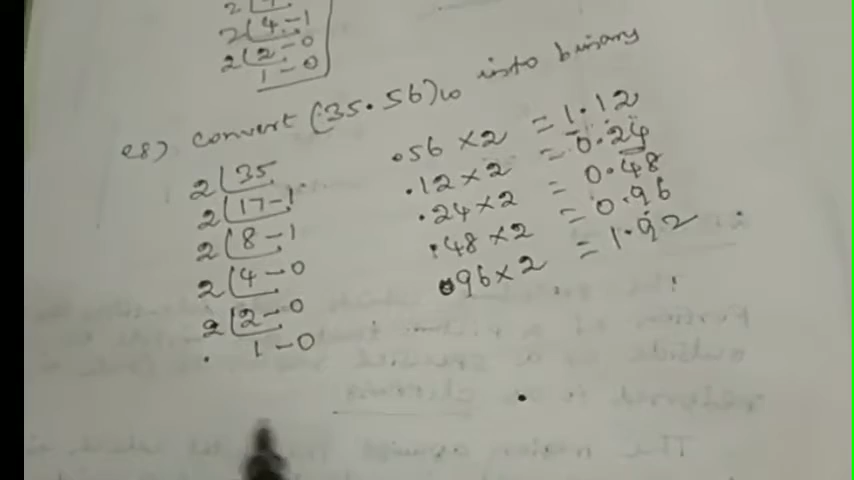 2 4-1
2 2-0
1-0
28) convert (35.56)10 into binary
2 35
2 17-1
2 8-1
2 4-0
2 2-0
1-0
.56 × 2 = 1.12
.12 × 2 = 0.24
.24 × 2 = 0.48
.48 × 2 = 0.96
.96 × 2 = 1.92